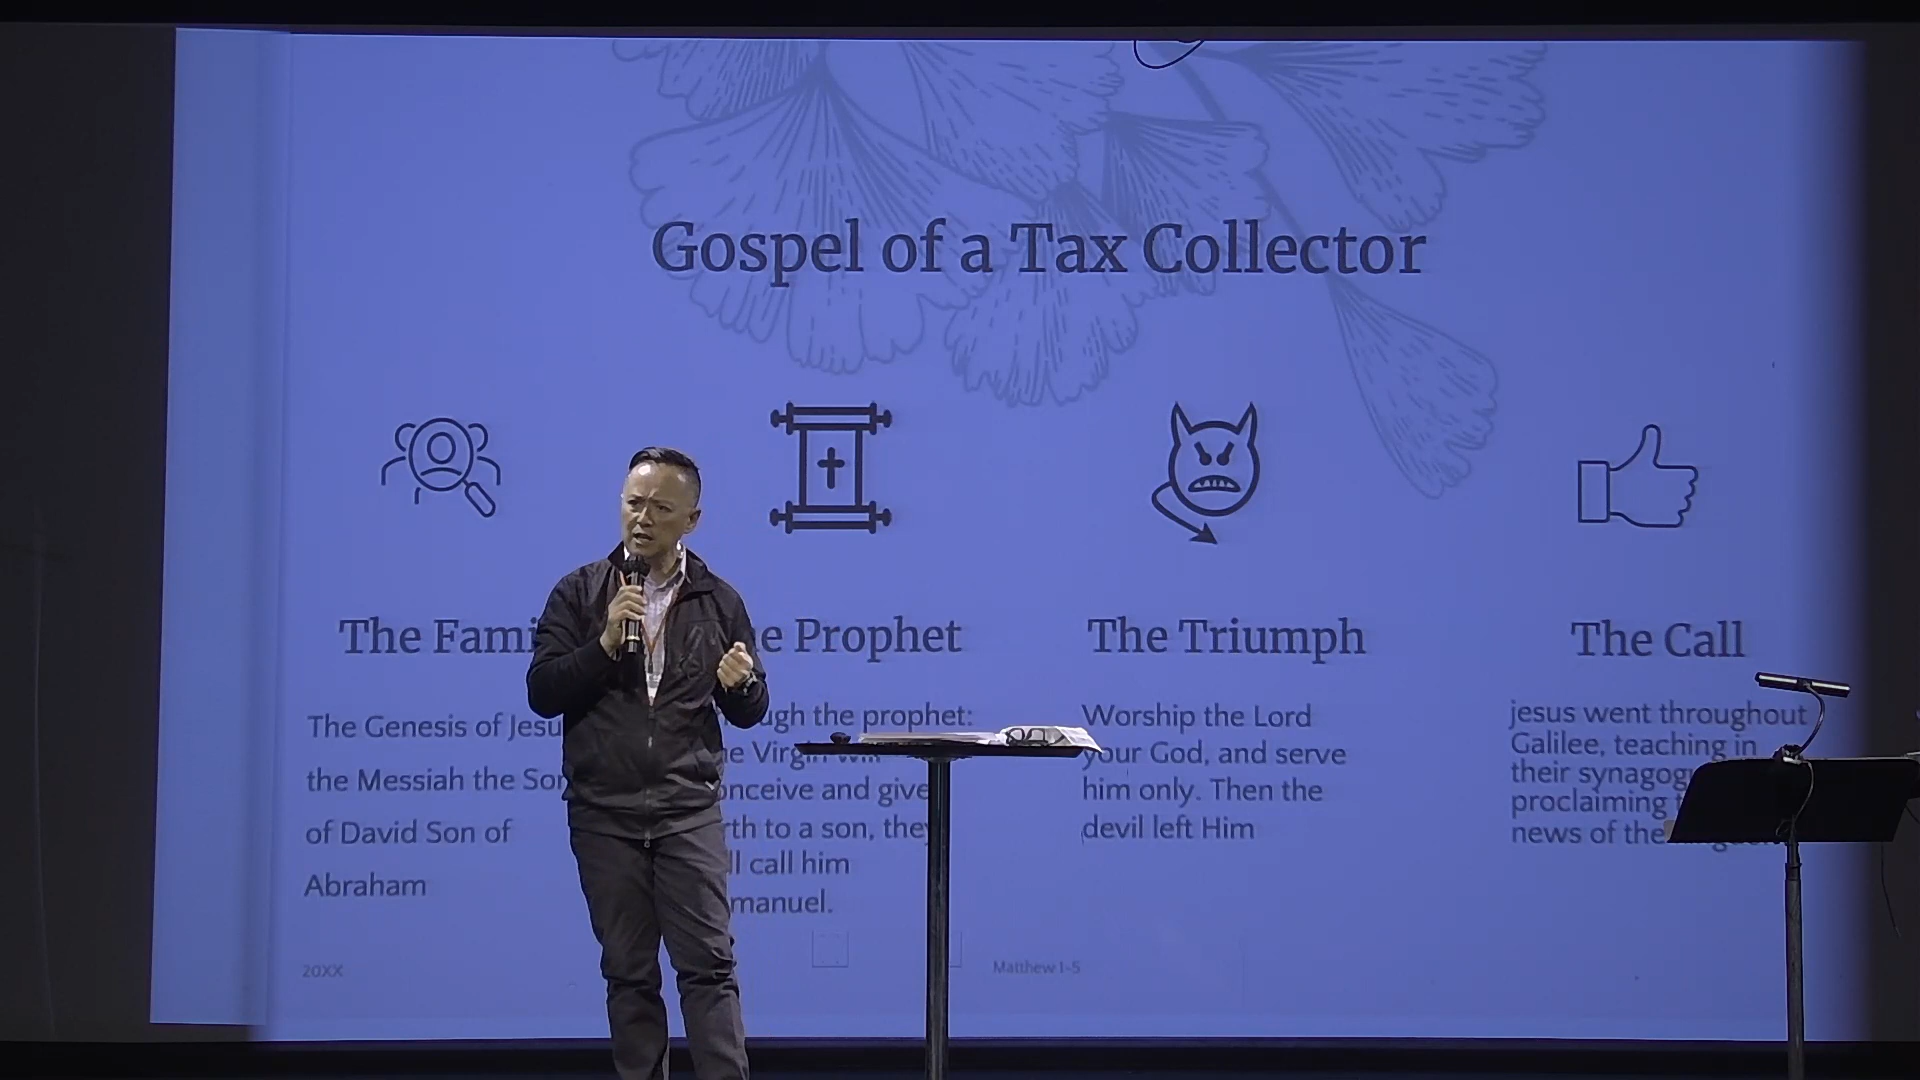 Gospel of a Tax Collector
The Fami
e Prophet
The Triumph
The Call
The Genesis of Jesu
the Messiah the Son
of David Son of
Abraham
ugh the prophet:
e Virgin will
onceive and give
rth to a son, they
ll call him
manuel.
Worship the Lord
your God, and serve
him only. Then the
devil left Him
jesus went throughout
Galilee, teaching in
their synagog
proclaiming
news of the
20XX
Matthew 1-5